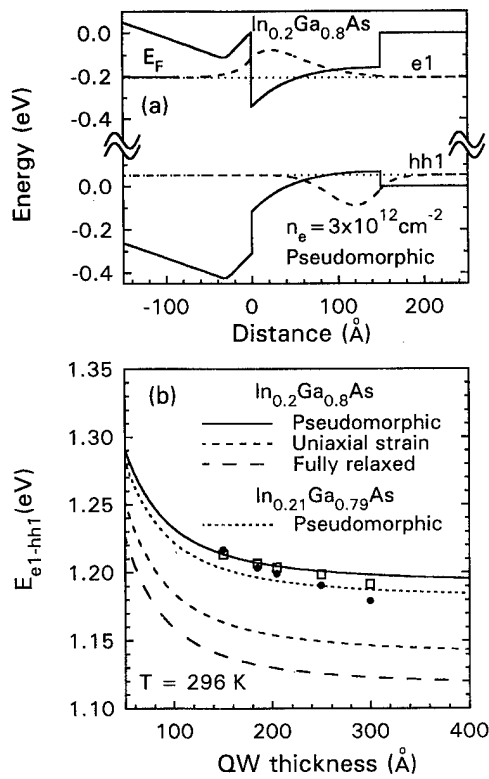 In0.2Ga0.8As
0.0
EF
e1
-0.2
(a)
-0.4
Energy (eV)
hh1
0.0
-0.2
ne = 3x10^12 cm^-2
Pseudomorphic
-0.4
-100 0 100 200
Distance (Å)
1.35
(b)
In0.2Ga0.8As
Pseudomorphic
1.30
Uniaxial strain
Fully relaxed
In0.21Ga0.79As
1.25
Pseudomorphic
Ee1-hh1(eV)
1.20
1.15
T = 296 K
1.10
100 200 300 400
QW thickness (Å)